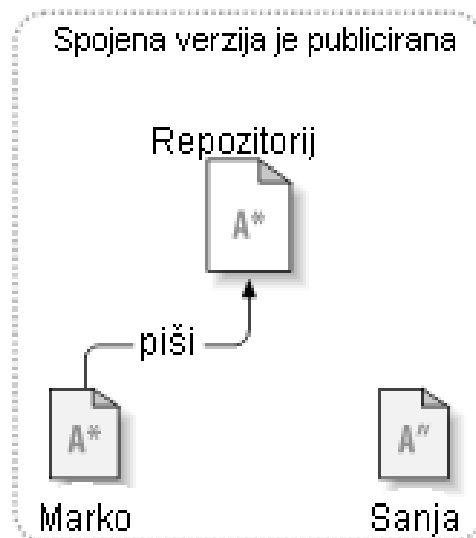 Spojena verzija je publicirana
Repozitorij
A*
piši
A*
A"
Marko
Sanja